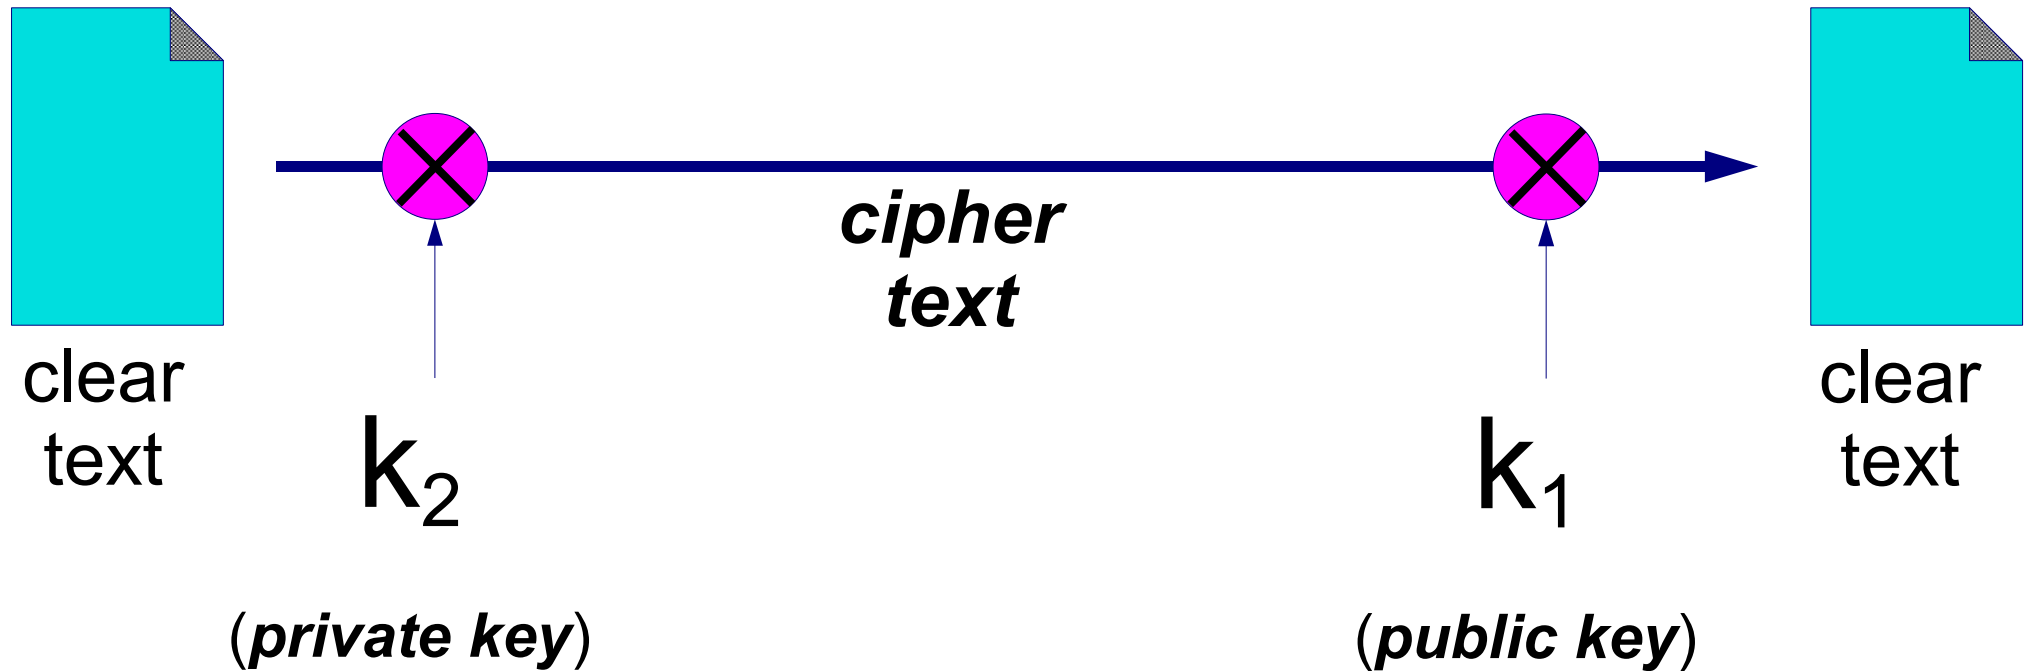 cipher
text
clear
text
clear
text
k₂
k₁
(private key)
(public key)